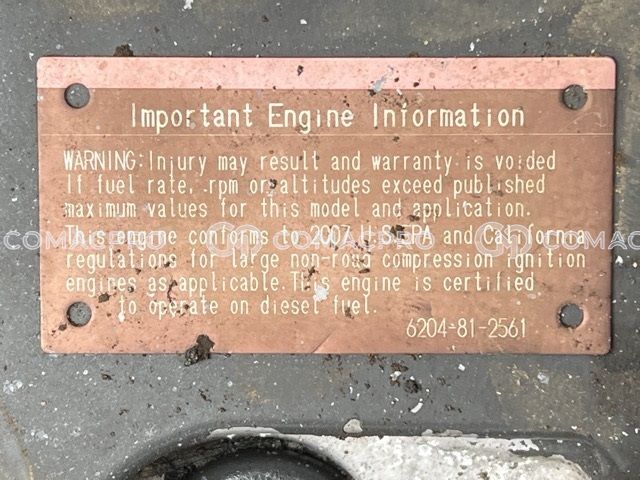 Important Engine Information
WARNING:Injury may result and warranty is voided
If fuel rate, rpm or altitudes exceed published
maximum values for this model and application.
This engine conforms to 2007 U.S.EPA and California
regulations for large non-road compression ignition
engines as applicable.This engine is certified
to operate on diesel fuel.
6204-81-2561
COMACPRO
COMAC